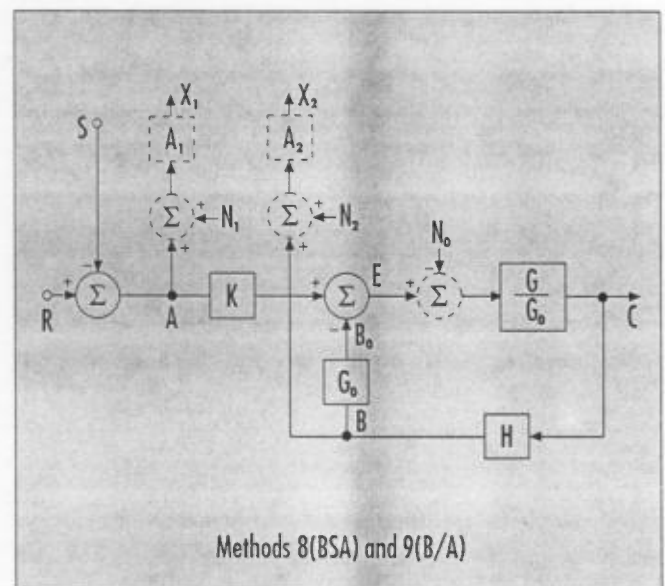 X₁ X₂
S A₁ A₂
Σ + N₁ Σ + N₂ N₀
+ + −
+ − Σ K + Σ E + Σ G/G₀
R A − B₀ C
G₀
B H
Methods 8(BSA) and 9(B/A)